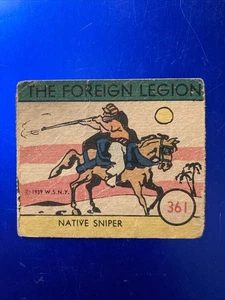 THE FOREIGN LEGION
© 1939 W.S.N.Y.
361
NATIVE SNIPER